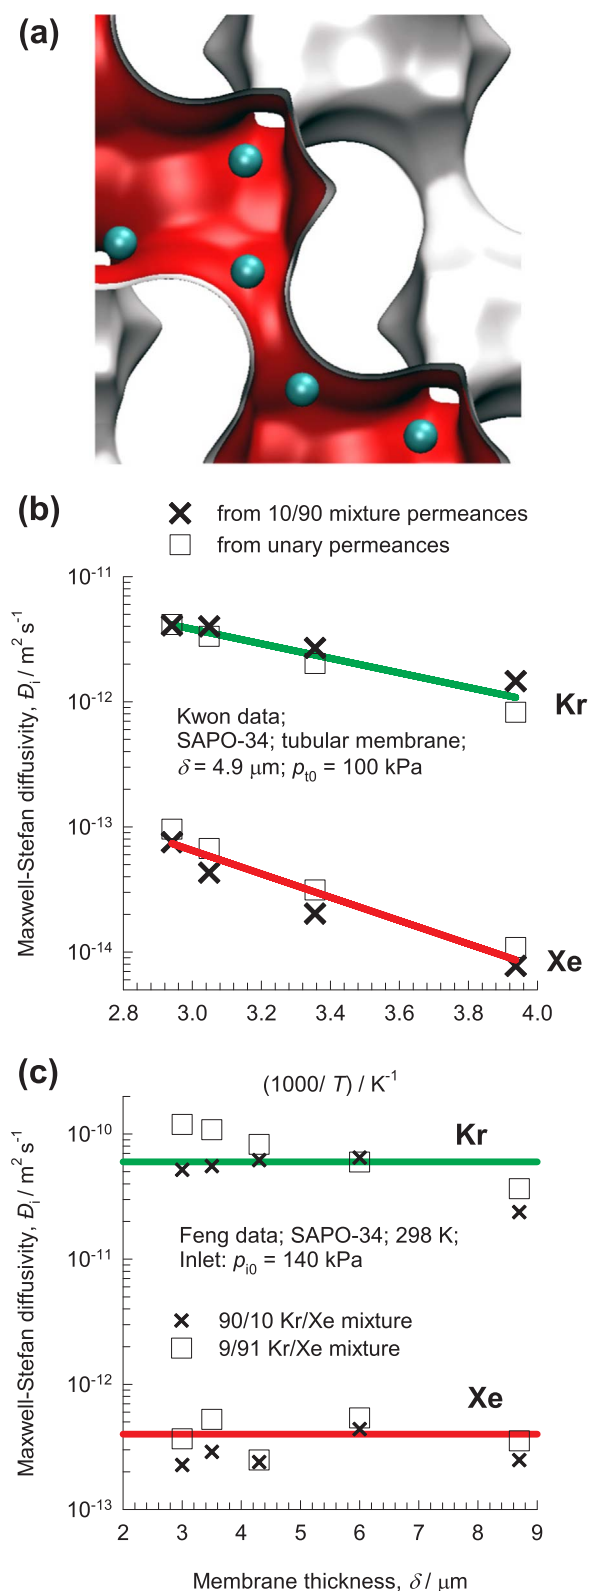 (a)
(b)
from 10/90 mixture permeances
from unary permeances
10⁻¹¹
10⁻¹²
10⁻¹³
10⁻¹⁴
Maxwell-Stefan diffusivity, Đᵢ / m² s⁻¹
Kr
Kwon data;
SAPO-34; tubular membrane;
δ = 4.9 μm; pₜ₀ = 100 kPa
Xe
2.8 3.0 3.2 3.4 3.6 3.8 4.0
(c)
(1000/ T) / K⁻¹
10⁻¹⁰
10⁻¹¹
10⁻¹²
10⁻¹³
Maxwell-Stefan diffusivity, Đᵢ / m² s⁻¹
Kr
Feng data; SAPO-34; 298 K;
Inlet: pᵢ₀ = 140 kPa
90/10 Kr/Xe mixture
9/91 Kr/Xe mixture
Xe
2 3 4 5 6 7 8 9
Membrane thickness, δ / μm